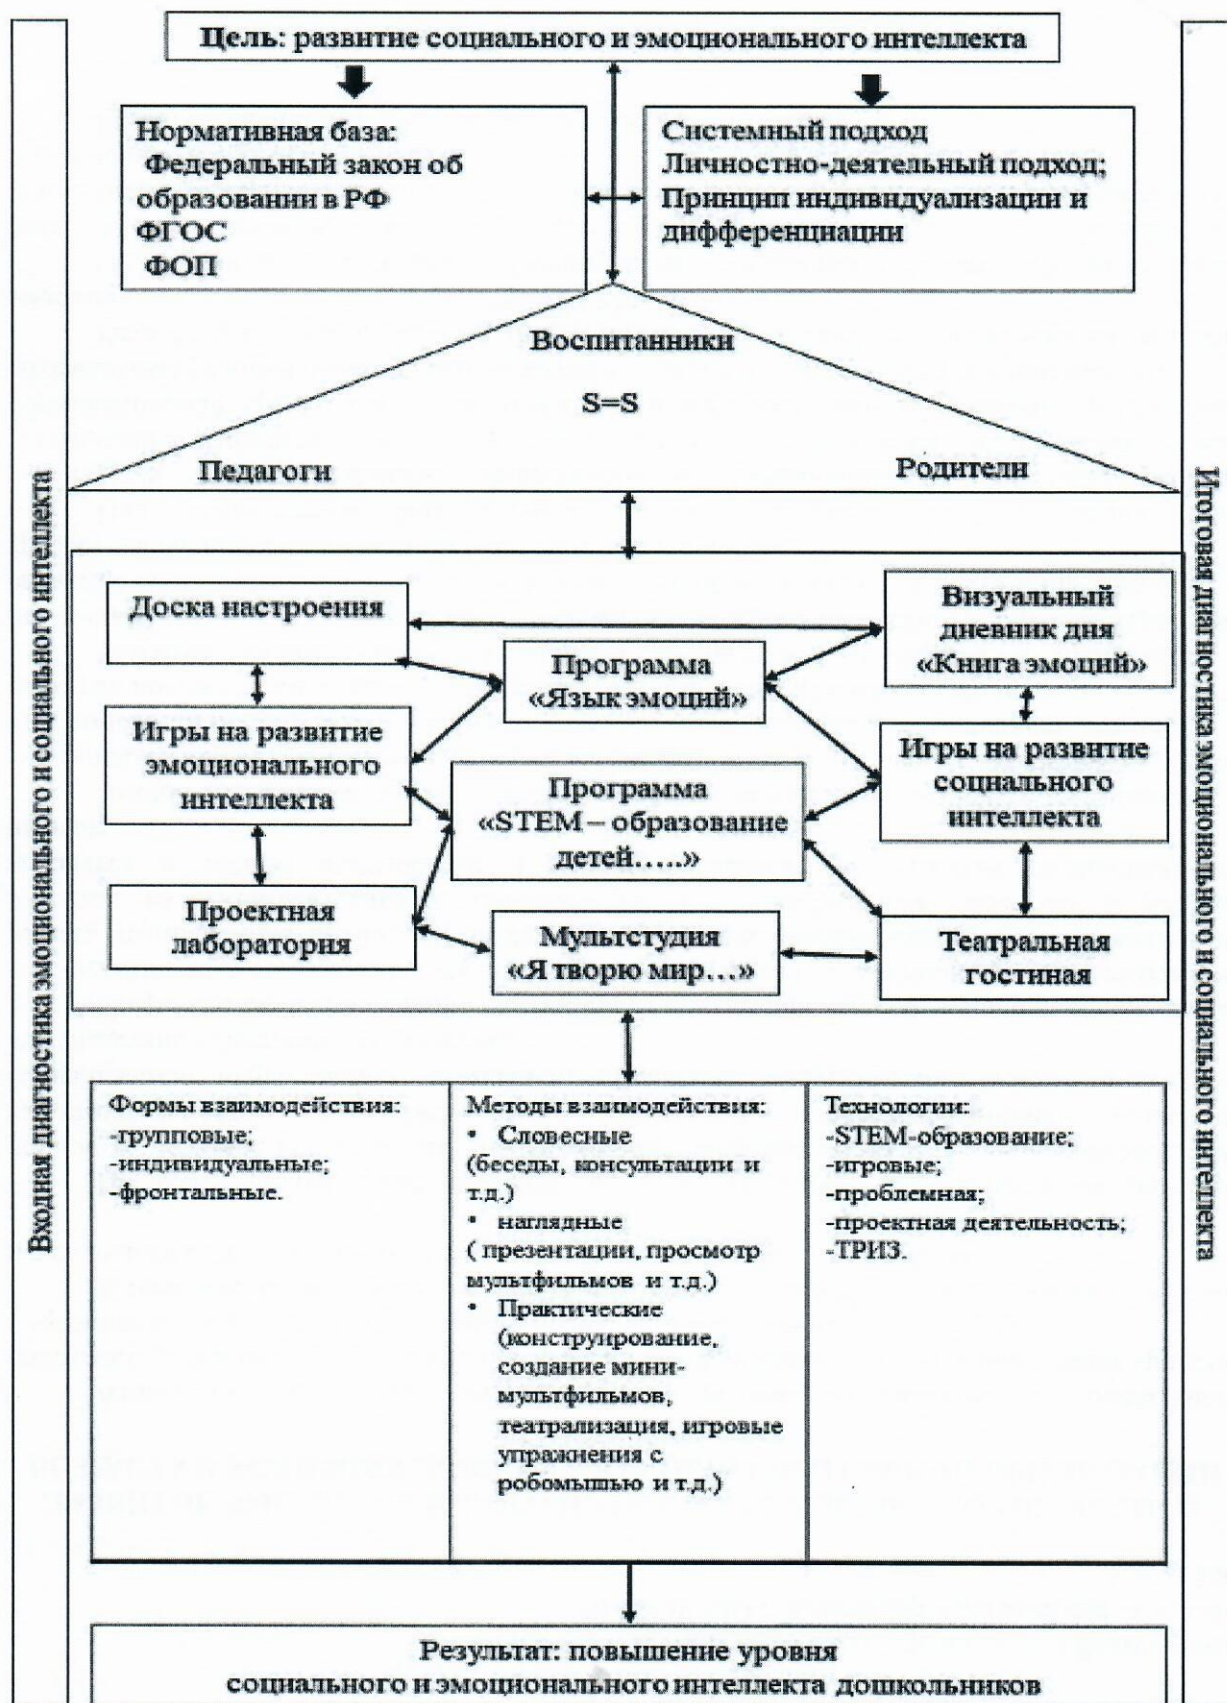 Цель: развитие социального и эмоционального интеллекта
Нормативная база:
Федеральный закон об
образовании в РФ
ФГОС
ФОП
Системный подход
Личностно-деятельный подход;
Принцип индивидуализации и
дифференциации
Воспитанники
S=S
Педагоги
Родители
Входная диагностика эмоционального и социального интеллекта
Доска настроения
Визуальный
дневник дня
«Книга эмоций»
Программа
«Язык эмоций»
Игры на развитие
эмоционального
интеллекта
Программа
«STEM – образование
детей…..»
Игры на развитие
социального
интеллекта
Проектная
лаборатория
Мультстудия
«Я творю мир…»
Театральная
гостиная
Итоговая диагностика эмоционального и социального интеллекта
Формы взаимодействия:
-групповые;
-индивидуальные;
-фронтальные.
Методы взаимодействия:
• Словесные
(беседы, консультации и
т.д.)
• наглядные
( презентации, просмотр
мультфильмов и т.д.)
• Практические
(конструирование,
создание мини-
мультфильмов,
театрализация, игровые
упражнения с
робомышью и т.д.)
Технологии:
-STEM-образование;
-игровые;
-проблемная;
-проектная деятельность;
-ТРИЗ.
Результат: повышение уровня
социального и эмоционального интеллекта дошкольников